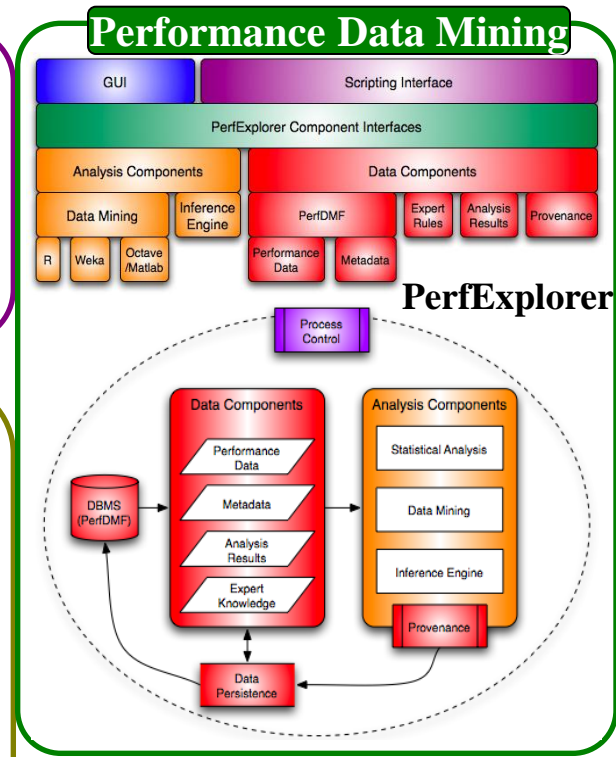 Performance Data Mining
GUI
Scripting Interface
PerfExplorer Component Interfaces
Analysis Components
Data Components
Data Mining
Inference
Engine
PerfDMF
Expert
Rules
Analysis
Results
Provenance
R
Weka
Octave
/Matlab
Performance
Data
Metadata
PerfExplorer
Process
Control
Data Components
Analysis Components
Performance
Data
Statistical Analysis
DBMS
(PerfDMF)
Metadata
Data Mining
Analysis
Results
Inference Engine
Expert
Knowledge
Provenance
Data
Persistence